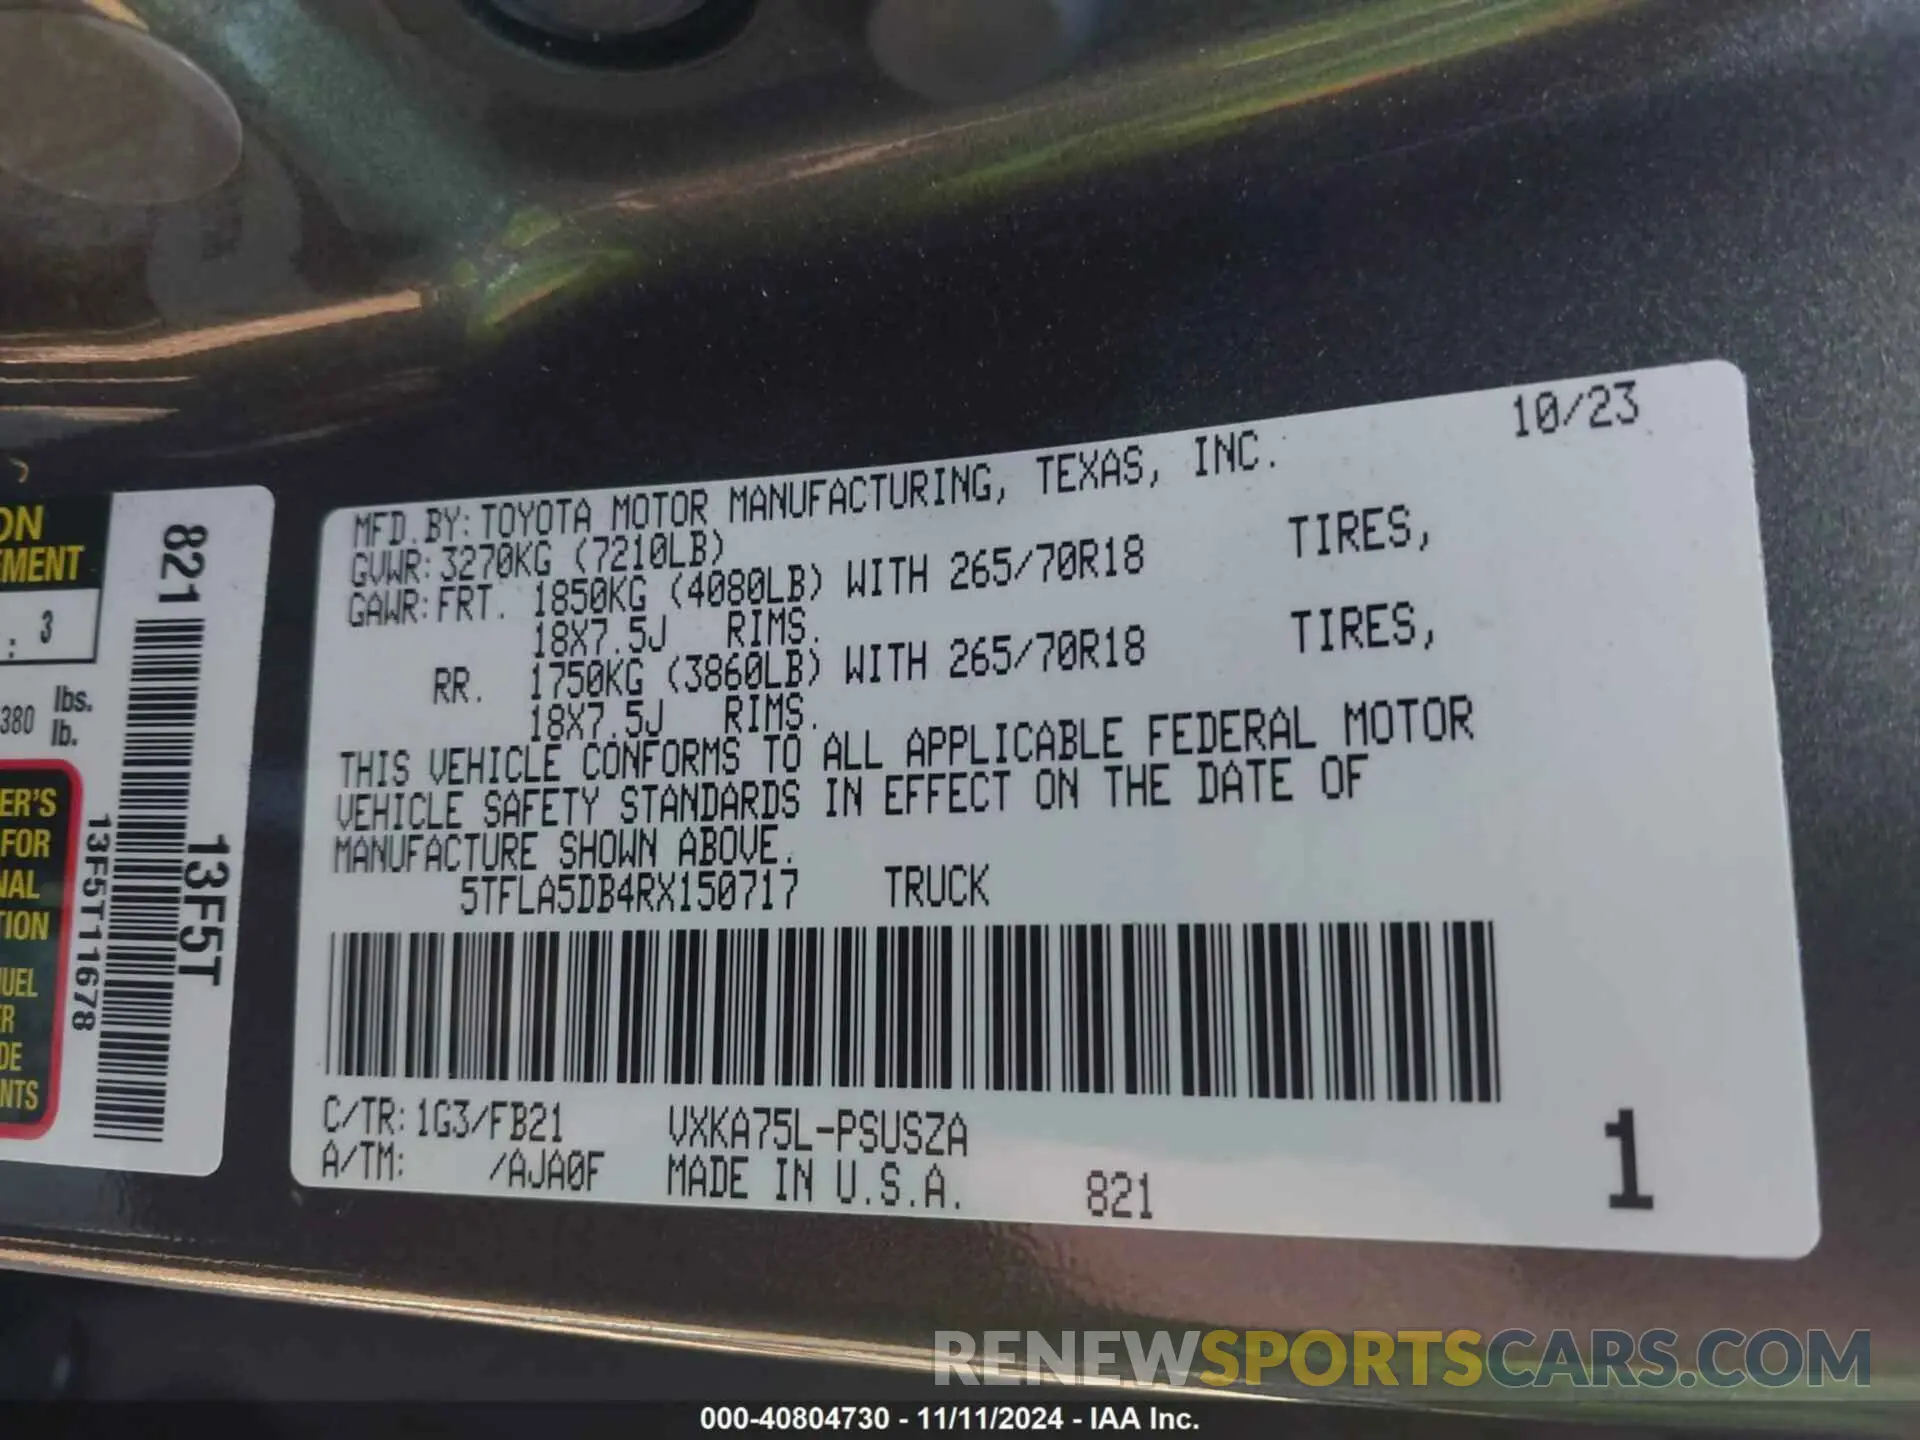 10/23
MFD.BY:TOYOTA MOTOR MANUFACTURING, TEXAS, INC.
GVWR:3270KG (7210LB)
GAWR:FRT. 1850KG (4080LB) WITH 265/70R18 TIRES,
18X7.5J RIMS.
RR. 1750KG (3860LB) WITH 265/70R18 TIRES,
18X7.5J RIMS.
THIS VEHICLE CONFORMS TO ALL APPLICABLE FEDERAL MOTOR
VEHICLE SAFETY STANDARDS IN EFFECT ON THE DATE OF
MANUFACTURE SHOWN ABOVE.
5TFLA5DB4RX150717 TRUCK
C/TR:1G3/FB21 VXKA75L-PSUSZA
A/TM: /AJA0F MADE IN U.S.A. 821
1
821
13F5T
13F5T11678
ON
EMENT
: 3
380 lbs.
lb.
ER'S
FOR
NAL
TION
UEL
ER
DE
NTS
RENEWSPORTSCARS.COM
000-40804730 - 11/11/2024 - IAA Inc.